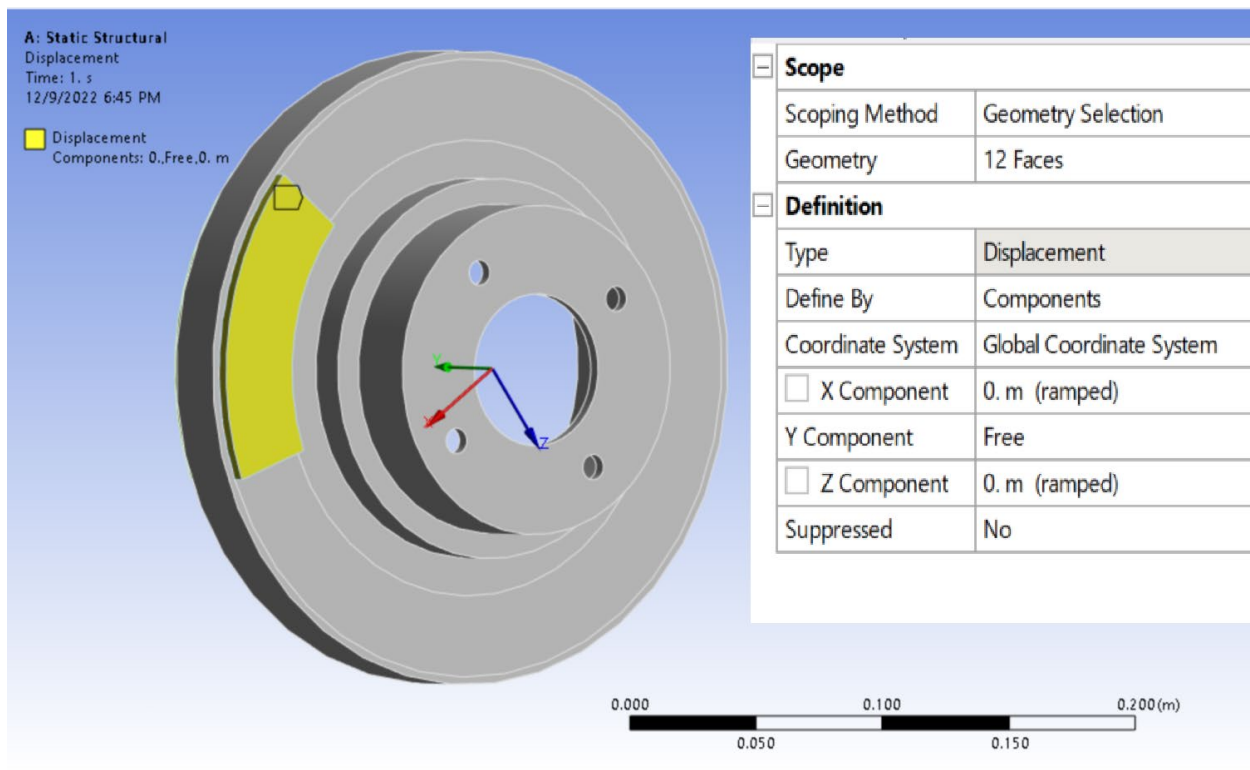 A: Static Structural
Displacement
Time: 1. s
12/9/2022 6:45 PM
Displacement
Components: 0.,Free,0. m
Scope
Scoping Method Geometry Selection
Geometry 12 Faces
Definition
Type Displacement
Define By Components
Coordinate System Global Coordinate System
X Component 0. m (ramped)
Y Component Free
Z Component 0. m (ramped)
Suppressed No
Y
X
Z
0.000 0.100 0.200(m)
0.050 0.150